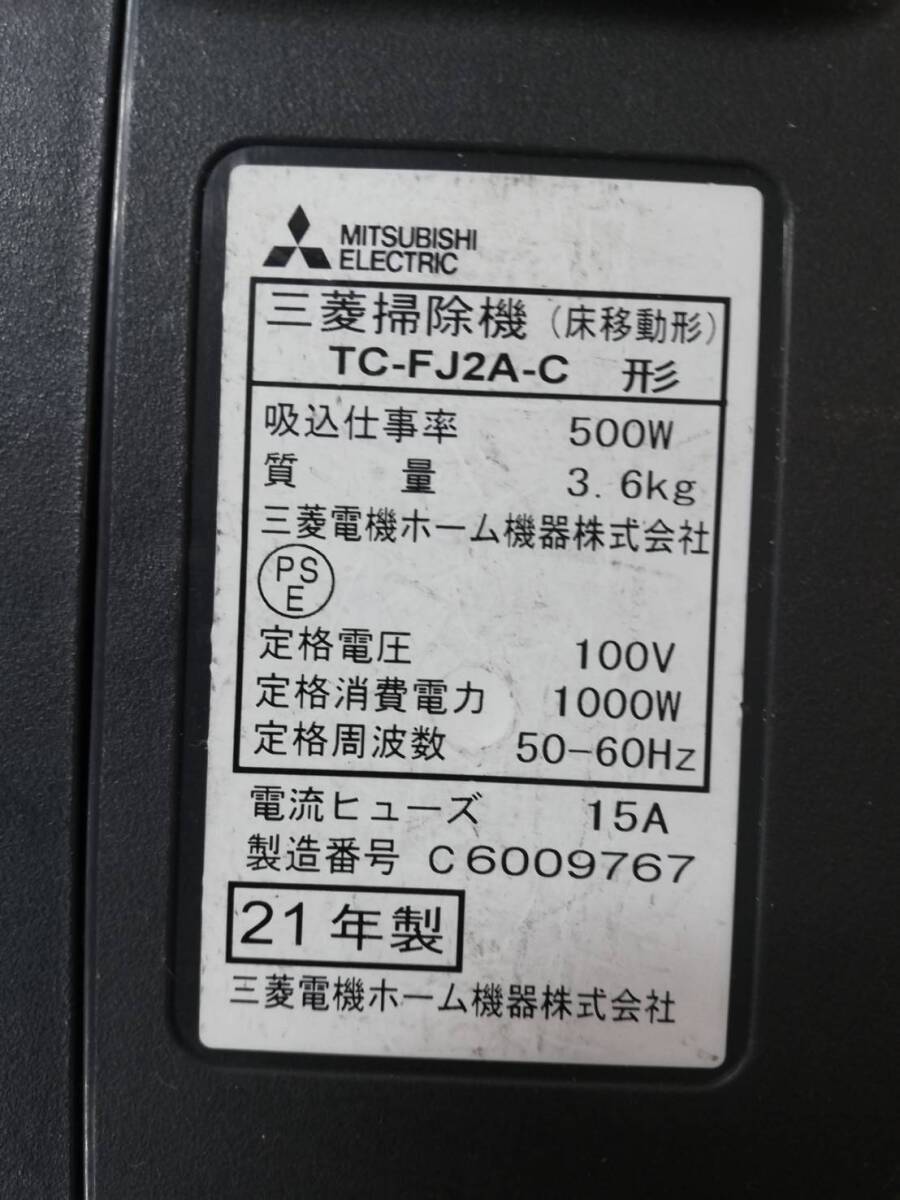 MITSUBISHI
ELECTRIC
三菱掃除機（床移動形）
TC-FJ2A-C 形
吸込仕事率 500W
質量 3.6kg
三菱電機ホーム機器株式会社
PS
E
定格電圧 100V
定格消費電力 1000W
定格周波数 50-60Hz
電流ヒューズ 15A
製造番号 C6009767
21年製
三菱電機ホーム機器株式会社